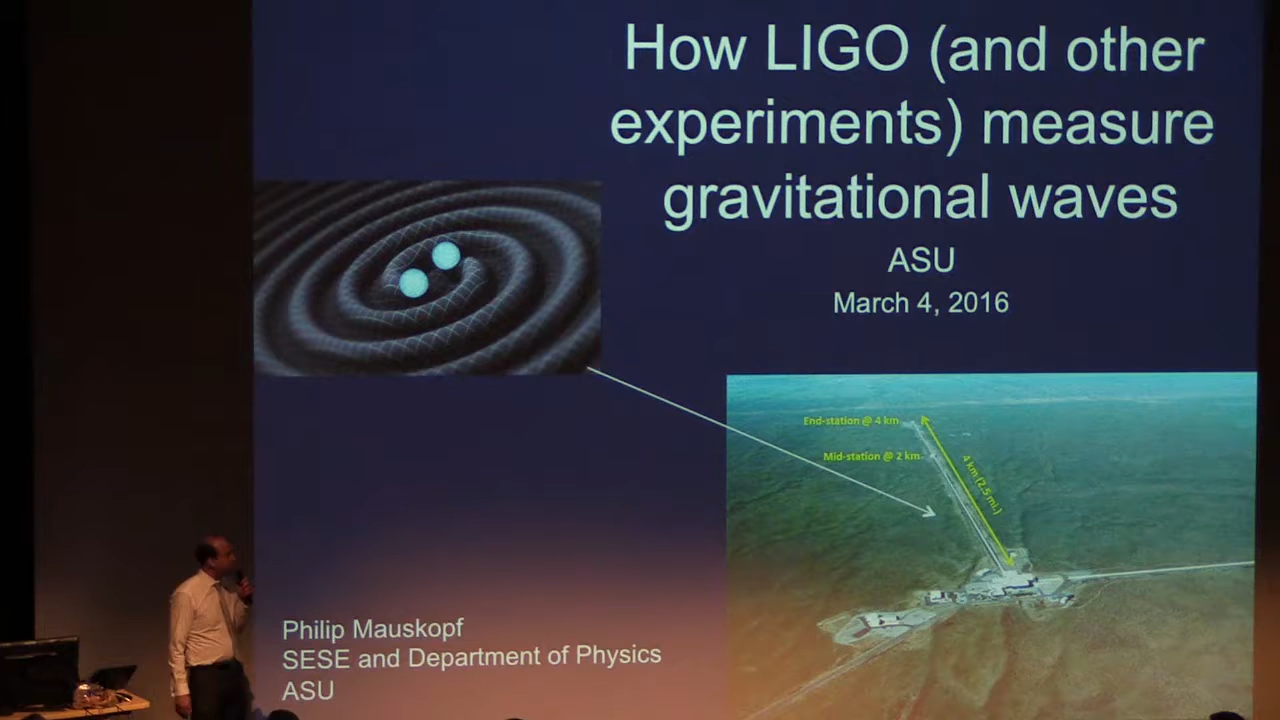 How LIGO (and other
experiments) measure
gravitational waves
ASU
March 4, 2016
End-station @ 4 km
Mid-station @ 2 km
4 km (2.5 mi.)
Philip Mauskopf
SESE and Department of Physics
ASU